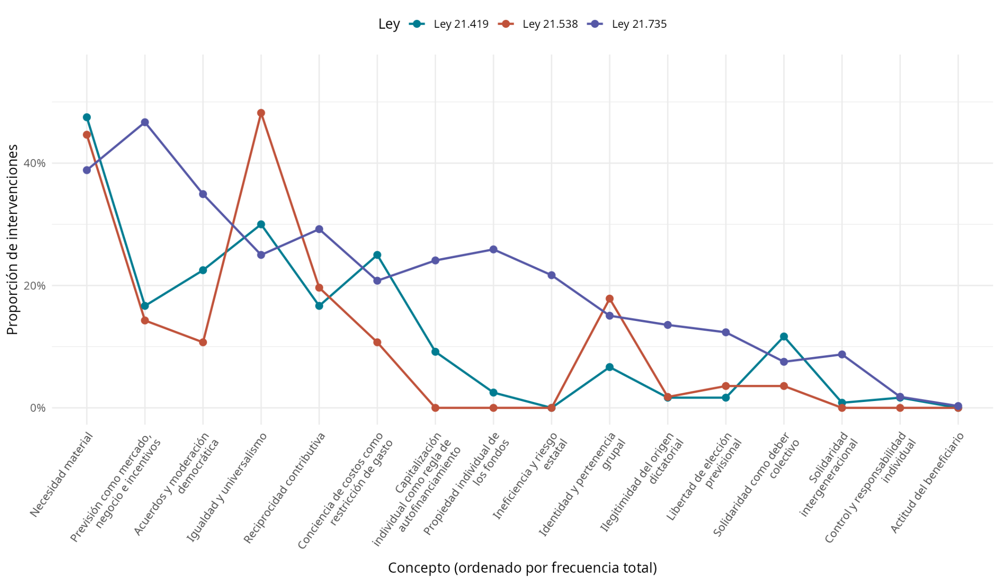 Ley Ley 21.419 Ley 21.538 Ley 21.735
Proporción de intervenciones
40%
20%
0%
Necesidad material
Previsión como mercado,
negocio e incentivos
Acuerdos y moderación
democrática
Igualdad y universalismo
Reciprocidad contributiva
Conciencia de costos como
restricción de gasto
Capitalización
individual como regla de
autofinanciamiento
Propiedad individual de
los fondos
Ineficiencia y riesgo
estatal
Identidad y pertenencia
grupal
Ilegitimidad del origen
dictatorial
Libertad de elección
previsional
Solidaridad como deber
colectivo
Solidaridad
intergeneracional
Control y responsabilidad
individual
Actitud del beneficiario
Concepto (ordenado por frecuencia total)